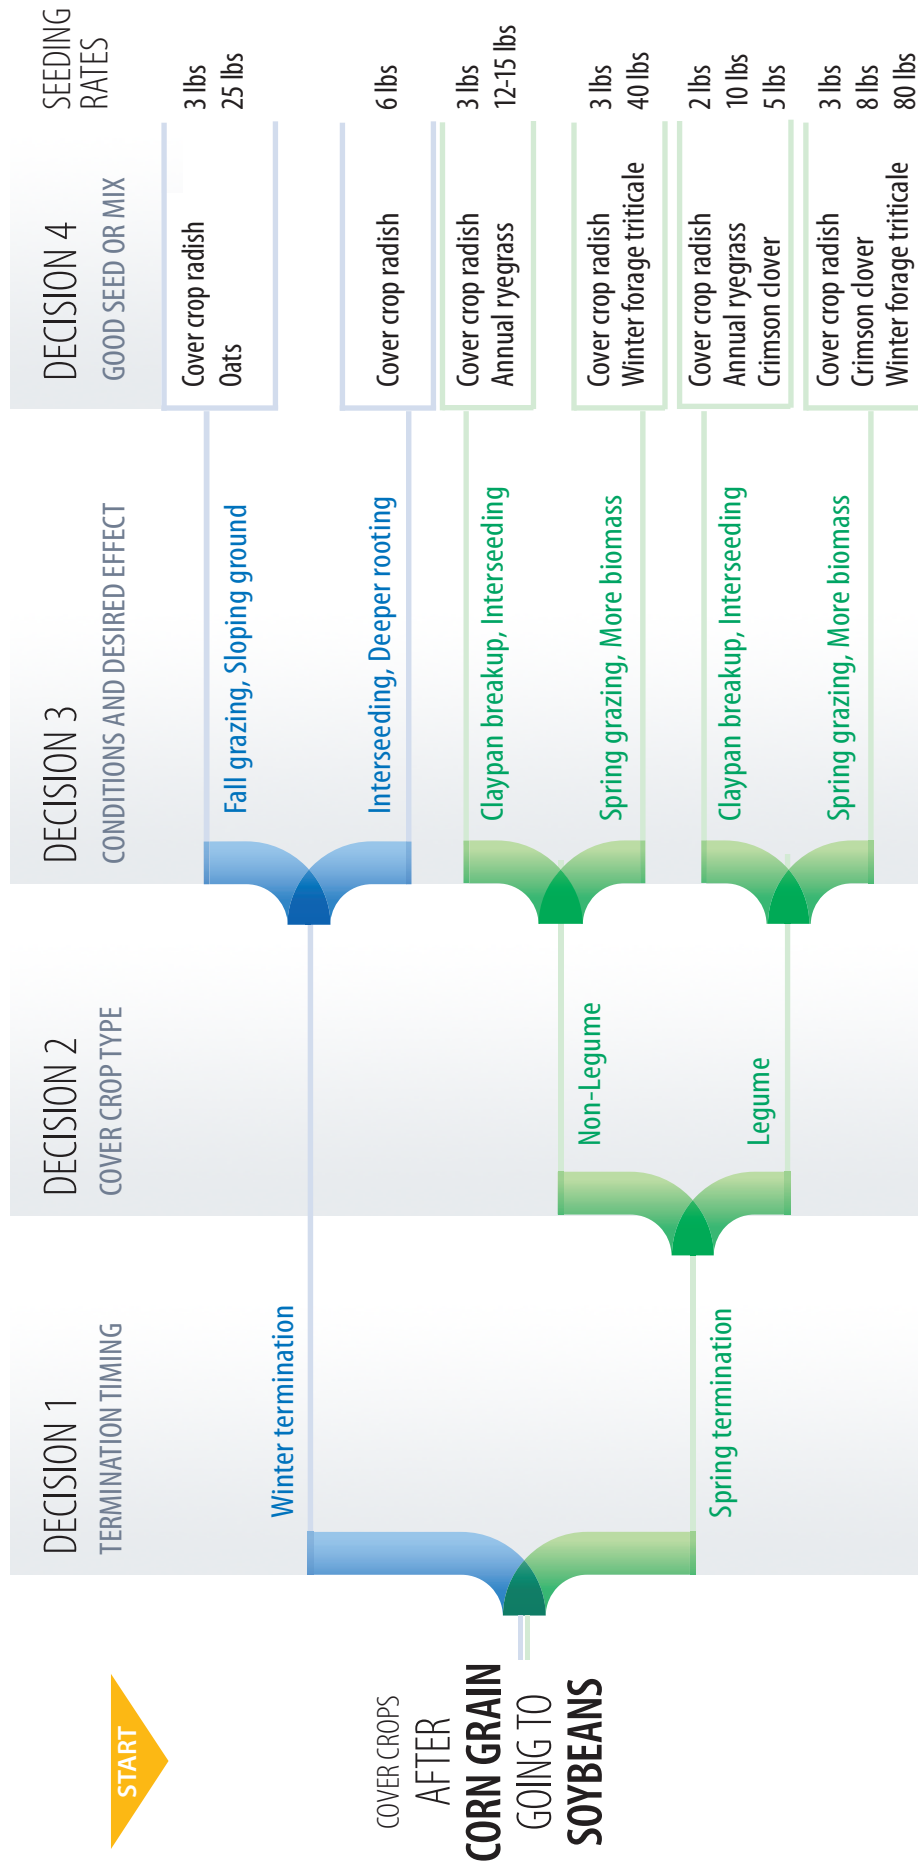 START
COVER CROPS
AFTER
CORN GRAIN
GOING TO
SOYBEANS
DECISION 1
TERMINATION TIMING
Winter termination
Spring termination
DECISION 2
COVER CROP TYPE
Non-Legume
Legume
DECISION 3
CONDITIONS AND DESIRED EFFECT
Fall grazing, Sloping ground
Interseeding, Deeper rooting
Claypan breakup, Interseeding
Spring grazing, More biomass
Claypan breakup, Interseeding
Spring grazing, More biomass
DECISION 4
GOOD SEED OR MIX
SEEDING
RATES
Cover crop radish 3 lbs
Oats 25 lbs
Cover crop radish 6 lbs
Cover crop radish 3 lbs
Annual ryegrass 12-15 lbs
Cover crop radish 3 lbs
Winter forage triticale 40 lbs
Cover crop radish 2 lbs
Annual ryegrass 10 lbs
Crimson clover 5 lbs
Cover crop radish 3 lbs
Crimson clover 8 lbs
Winter forage triticale 80 lbs